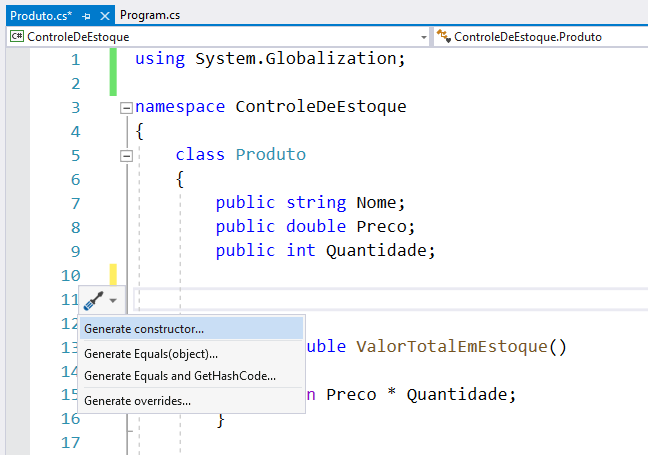 Produto.cs*
Program.cs
C# ControleDeEstoque
ControleDeEstoque.Produto
1 using System.Globalization;
2
3 namespace ControleDeEstoque
4 {
5 class Produto
6 {
7 public string Nome;
8 public double Preco;
9 public int Quantidade;
10
11
12
Generate constructor...
13 uble ValorTotalEmEstoque()
Generate Equals(object)...
14
Generate Equals and GetHashCode...
15 n Preco * Quantidade;
Generate overrides...
16 }
17